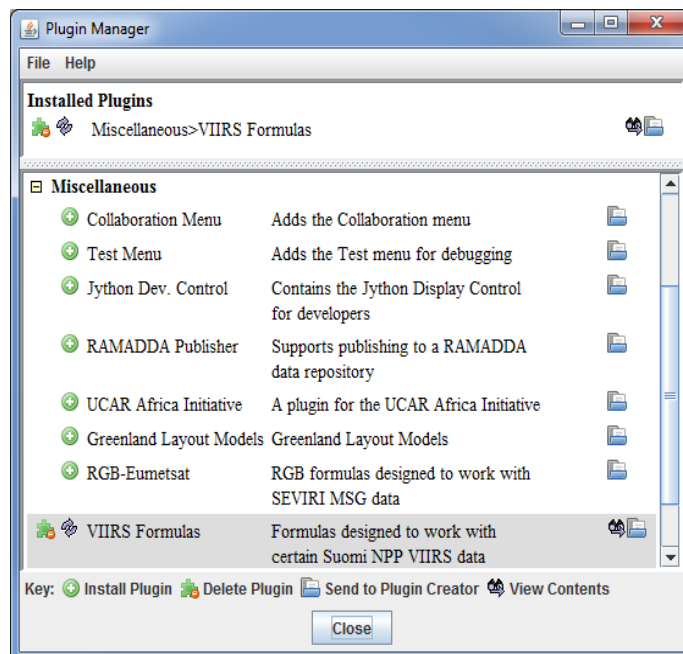 Plugin Manager
File Help
Installed Plugins
Miscellaneous>VIIRS Formulas
Miscellaneous
Collaboration Menu Adds the Collaboration menu
Test Menu Adds the Test menu for debugging
Jython Dev. Control Contains the Jython Display Control
for developers
RAMADDA Publisher Supports publishing to a RAMADDA
data repository
UCAR Africa Initiative A plugin for the UCAR Africa Initiative
Greenland Layout Models Greenland Layout Models
RGB-Eumetsat RGB formulas designed to work with
SEVIRI MSG data
VIIRS Formulas Formulas designed to work with
certain Suomi NPP VIIRS data
Key: Install Plugin Delete Plugin Send to Plugin Creator View Contents
Close